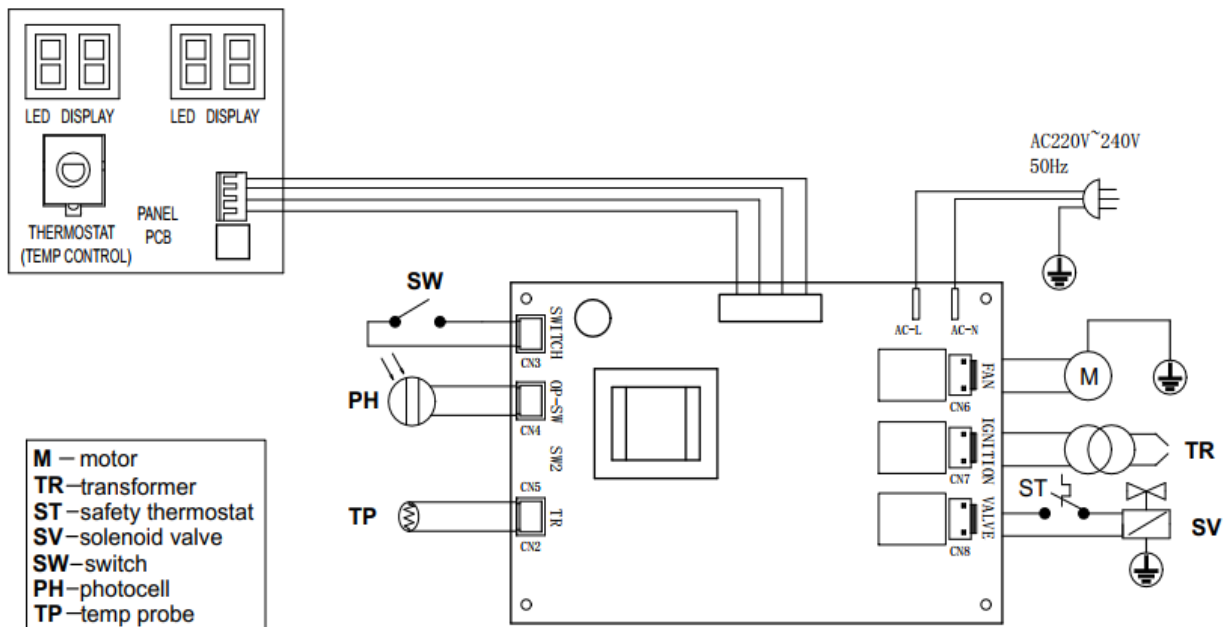 LED DISPLAY
LED DISPLAY
THERMOSTAT
(TEMP CONTROL)
PANEL
PCB
AC220V~240V
50Hz
SW
SWITCH
CN3
PH
OP-SW
CN4
SW2
CN5
TP
TR
CN2
AC-L
AC-N
FAN
CN6
M
IGNITION
CN7
TR
VALVE
CN8
ST
SV
M – motor
TR–transformer
ST–safety thermostat
SV–solenoid valve
SW–switch
PH–photocell
TP–temp probe